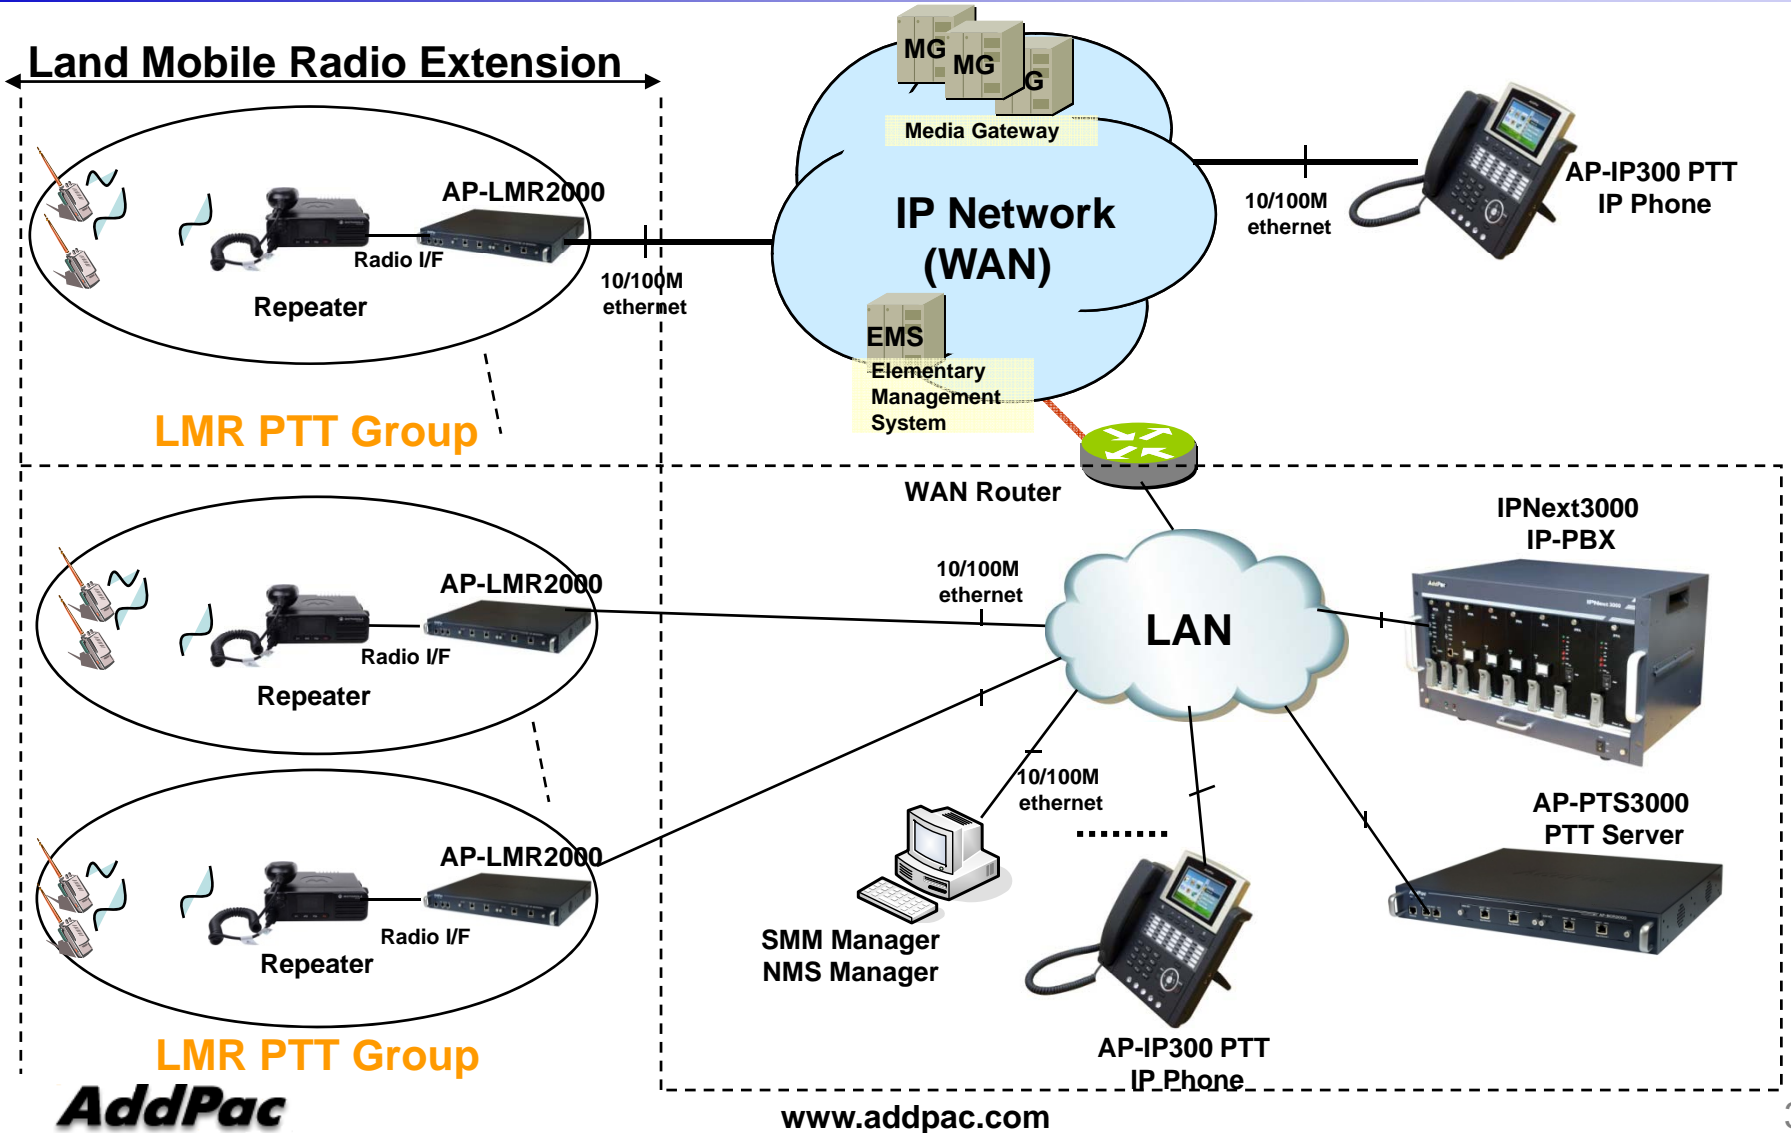 Land Mobile Radio Extension
MG
MG
G
Media Gateway
AP-LMR2000
Radio I/F
Repeater
10/100M
ethernet
IP Network
(WAN)
10/100M
ethernet
AP-IP300 PTT
IP Phone
EMS
Elementary
Management
System
LMR PTT Group
WAN Router
IPNext3000
IP-PBX
AP-LMR2000
Radio I/F
Repeater
10/100M
ethernet
LAN
AddPac
IPNext3000
10/100M
ethernet
AP-PTS3000
PTT Server
AP-LMR2000
Radio I/F
Repeater
SMM Manager
NMS Manager
AP-IP300 PTT
IP Phone
LMR PTT Group
AddPac
www.addpac.com